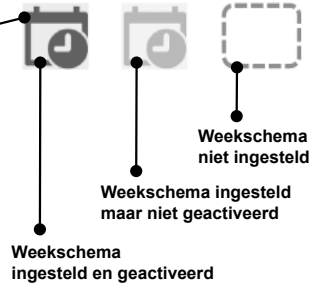 Weekschema
niet ingesteld
Weekschema ingesteld
maar niet geactiveerd
Weekschema
ingesteld en geactiveerd